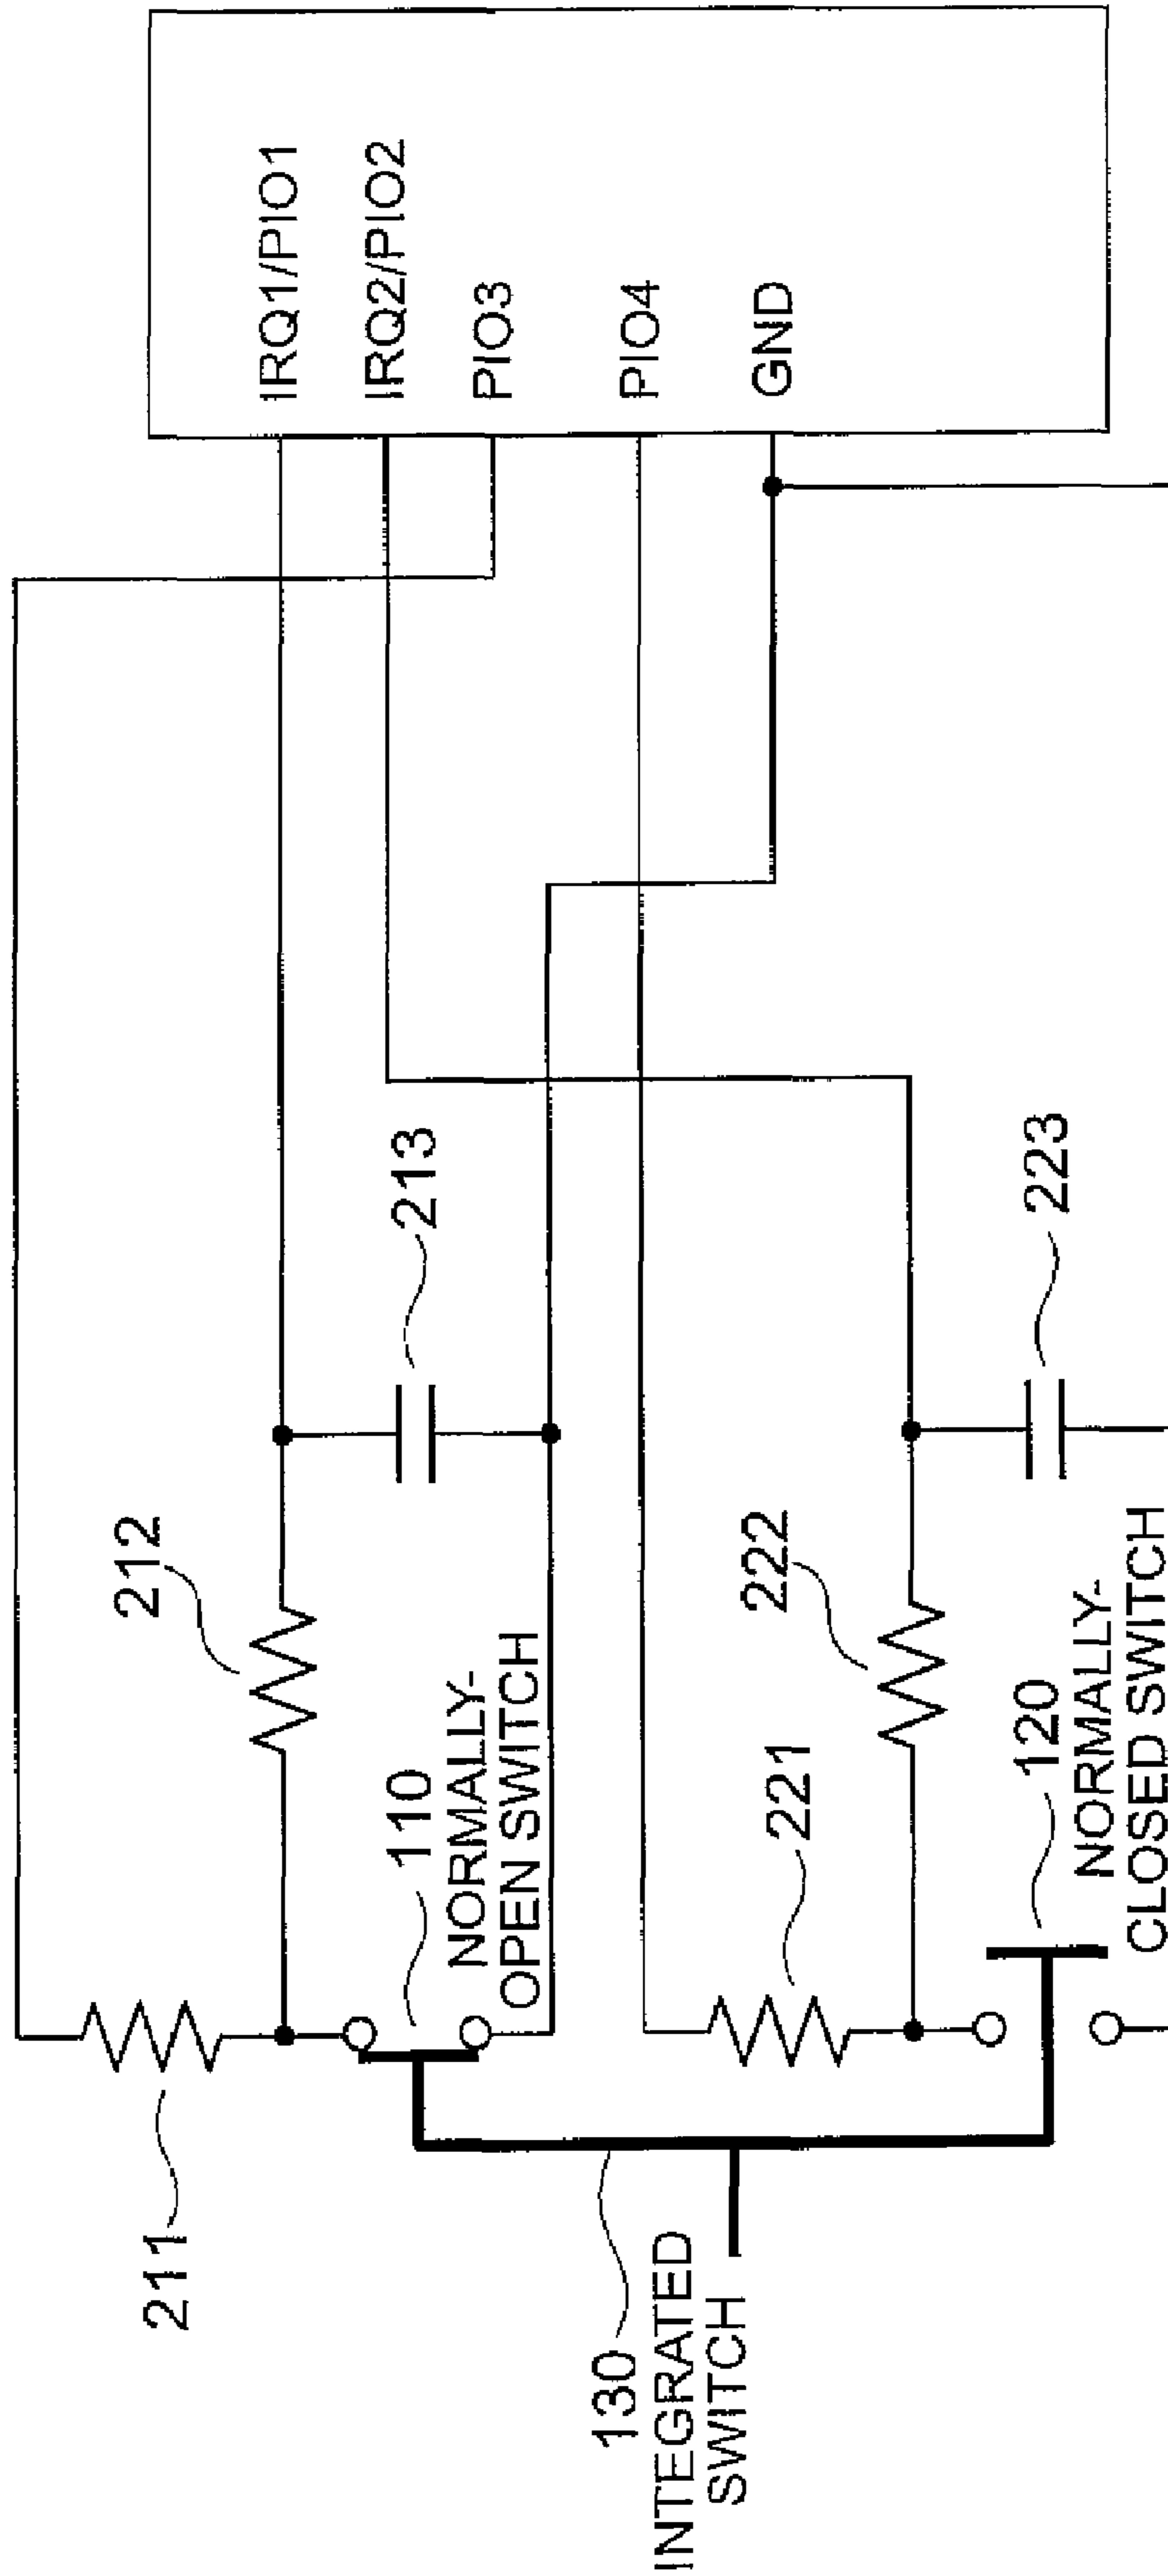 211
212
213
110
NORMALLY-
OPEN SWITCH
130
INTEGRATED
SWITCH
221
222
223
120
NORMALLY-
CLOSED SWITCH
IRQ1/PIO1
IRQ2/PIO2
PIO3
PIO4
GND